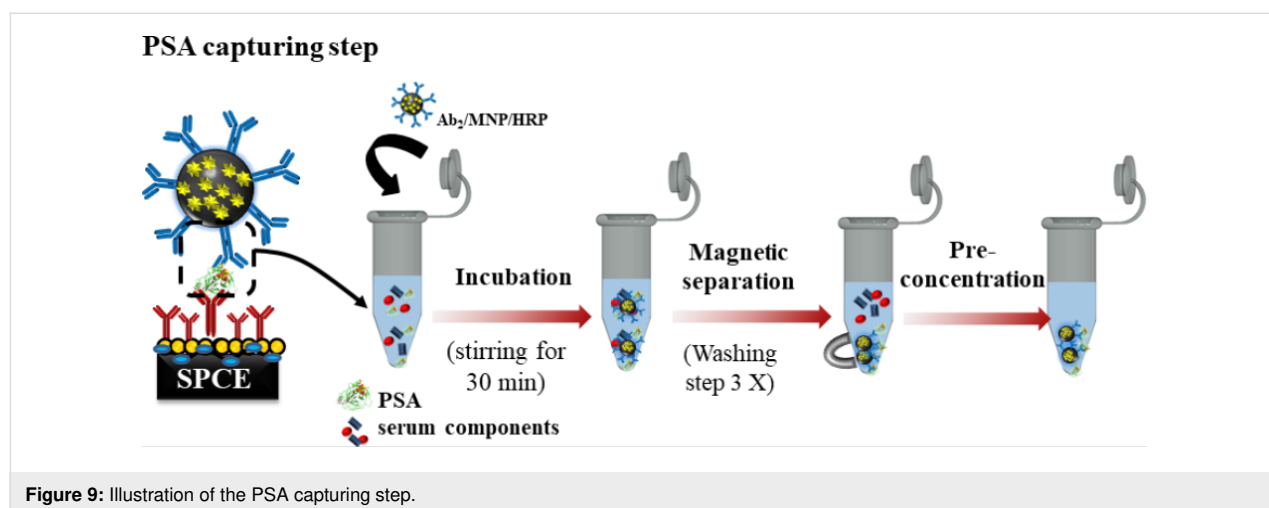 PSA capturing step
Ab₂/MNP/HRP
Incubation
(stirring for
30 min)
Magnetic
separation
(Washing
step 3 X)
Pre-
concentration
SPCE
PSA
serum components
Figure 9: Illustration of the PSA capturing step.